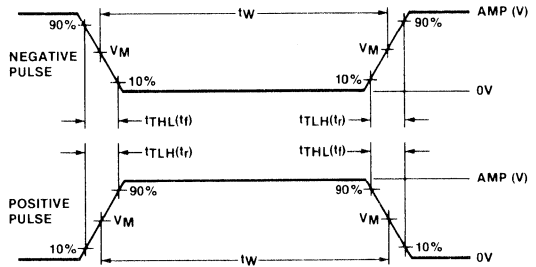 tW
AMP (V)
90%
90%
NEGATIVE
PULSE
VM
VM
10%
10%
0V
tTHL(tf)
tTLH(tr)
tTLH(tr)
tTHL(tf)
AMP (V)
90%
90%
POSITIVE
PULSE
VM
VM
10%
10%
tW
0V